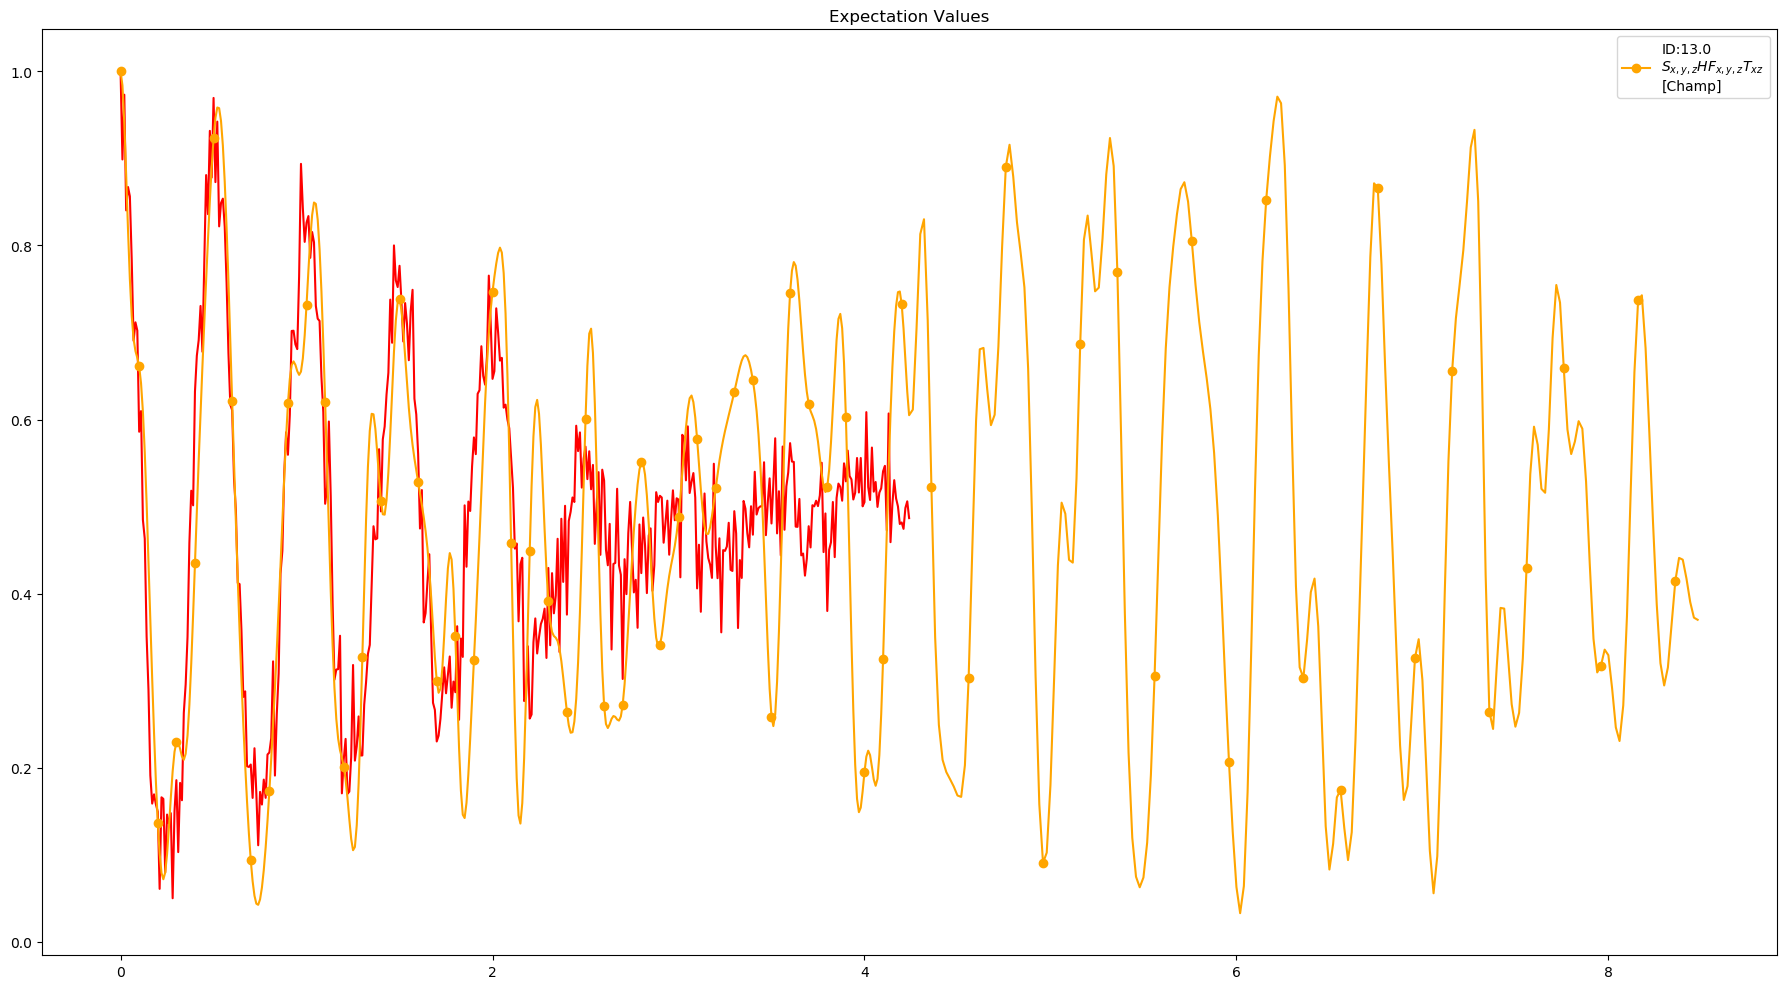 Expectation Values
ID:13.0
S_{x,y,z}HF_{x,y,z}T_{xz}
[Champ]
1.0
0.8
0.6
0.4
0.2
0.0
0 2 4 6 8